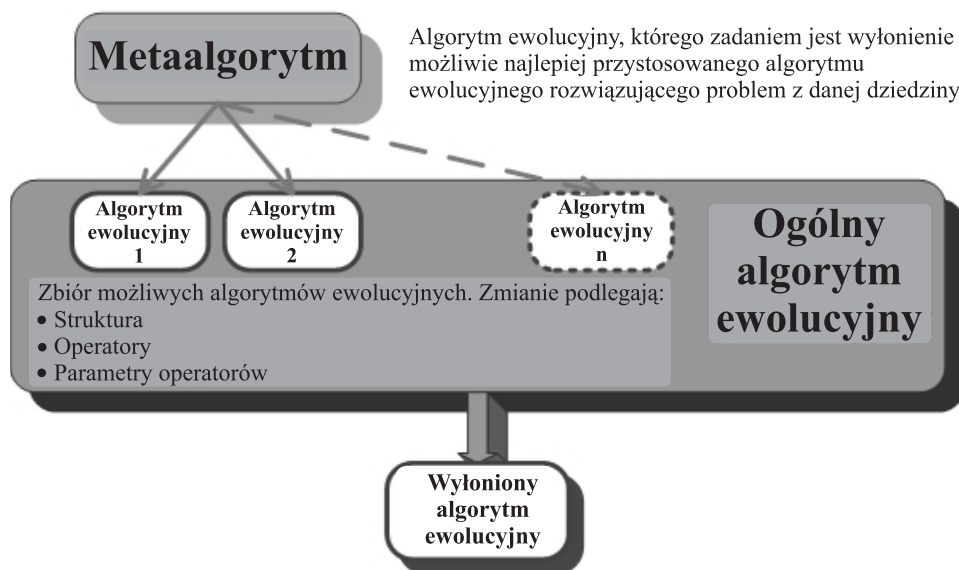 Metaalgorytm
Algorytm ewolucyjny, którego zadaniem jest wyłonienie
możliwie najlepiej przystosowanego algorytmu
ewolucyjnego rozwiązującego problem z danej dziedziny
Algorytm
ewolucyjny
1
Algorytm
ewolucyjny
2
Algorytm
ewolucyjny
n
Ogólny
algorytm
ewolucyjny
Zbiór możliwych algorytmów ewolucyjnych. Zmianie podlegają:
• Struktura
• Operatory
• Parametry operatorów
Wyłoniony
algorytm
ewolucyjny